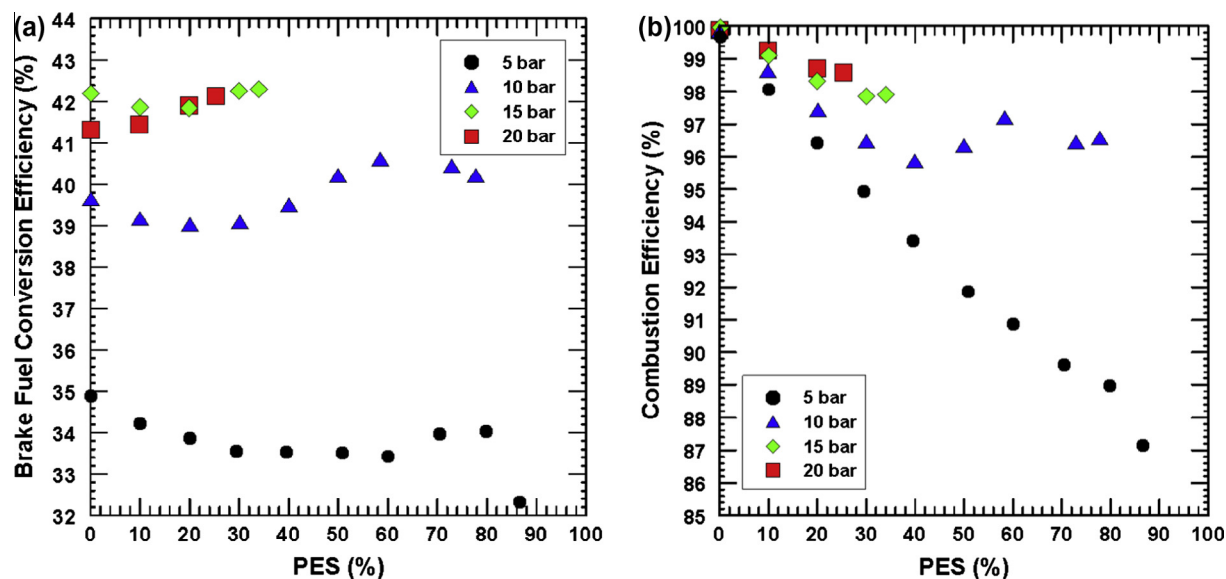 (a)
Brake Fuel Conversion Efficiency (%)
44
43
42
41
40
39
38
37
36
35
34
33
32
5 bar
10 bar
15 bar
20 bar
0 10 20 30 40 50 60 70 80 90 100
PES (%)
(b)
Combustion Efficiency (%)
100
99
98
97
96
95
94
93
92
91
90
89
88
87
86
85
5 bar
10 bar
15 bar
20 bar
0 10 20 30 40 50 60 70 80 90 100
PES (%)